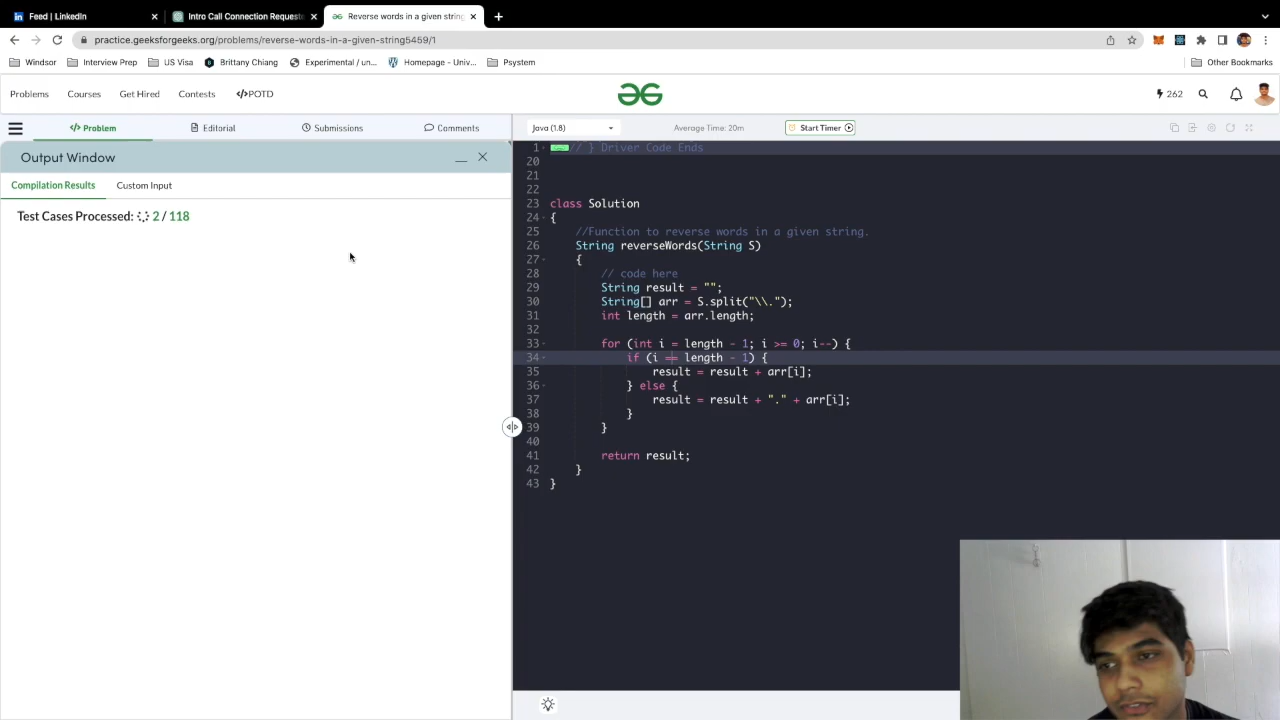 Feed | LinkedIn
Intro Call Connection Requeste
Reverse words in a given string
practice.geeksforgeeks.org/problems/reverse-words-in-a-given-string5459/1
Windsor
Interview Prep
US Visa
Brittany Chiang
Experimental / un...
Homepage - Univ...
Psystem
Other Bookmarks
Problems
Courses
Get Hired
Contests
</>POTD
262
</> Problem
Editorial
Submissions
Comments
Java (1.8)
Average Time: 20m
Start Timer
Output Window
Compilation Results
Custom Input
Test Cases Processed: 2 / 118
1 // } Driver Code Ends
20
21
22
23 class Solution
24 {
25 //Function to reverse words in a given string.
26 String reverseWords(String S)
27 {
28 // code here
29 String result = "";
30 String[] arr = S.split("\\.");
31 int length = arr.length;
32
33 for (int i = length - 1; i >= 0; i--) {
34 if (i == length - 1) {
35 result = result + arr[i];
36 } else {
37 result = result + "." + arr[i];
38 }
39 }
40
41 return result;
42 }
43 }